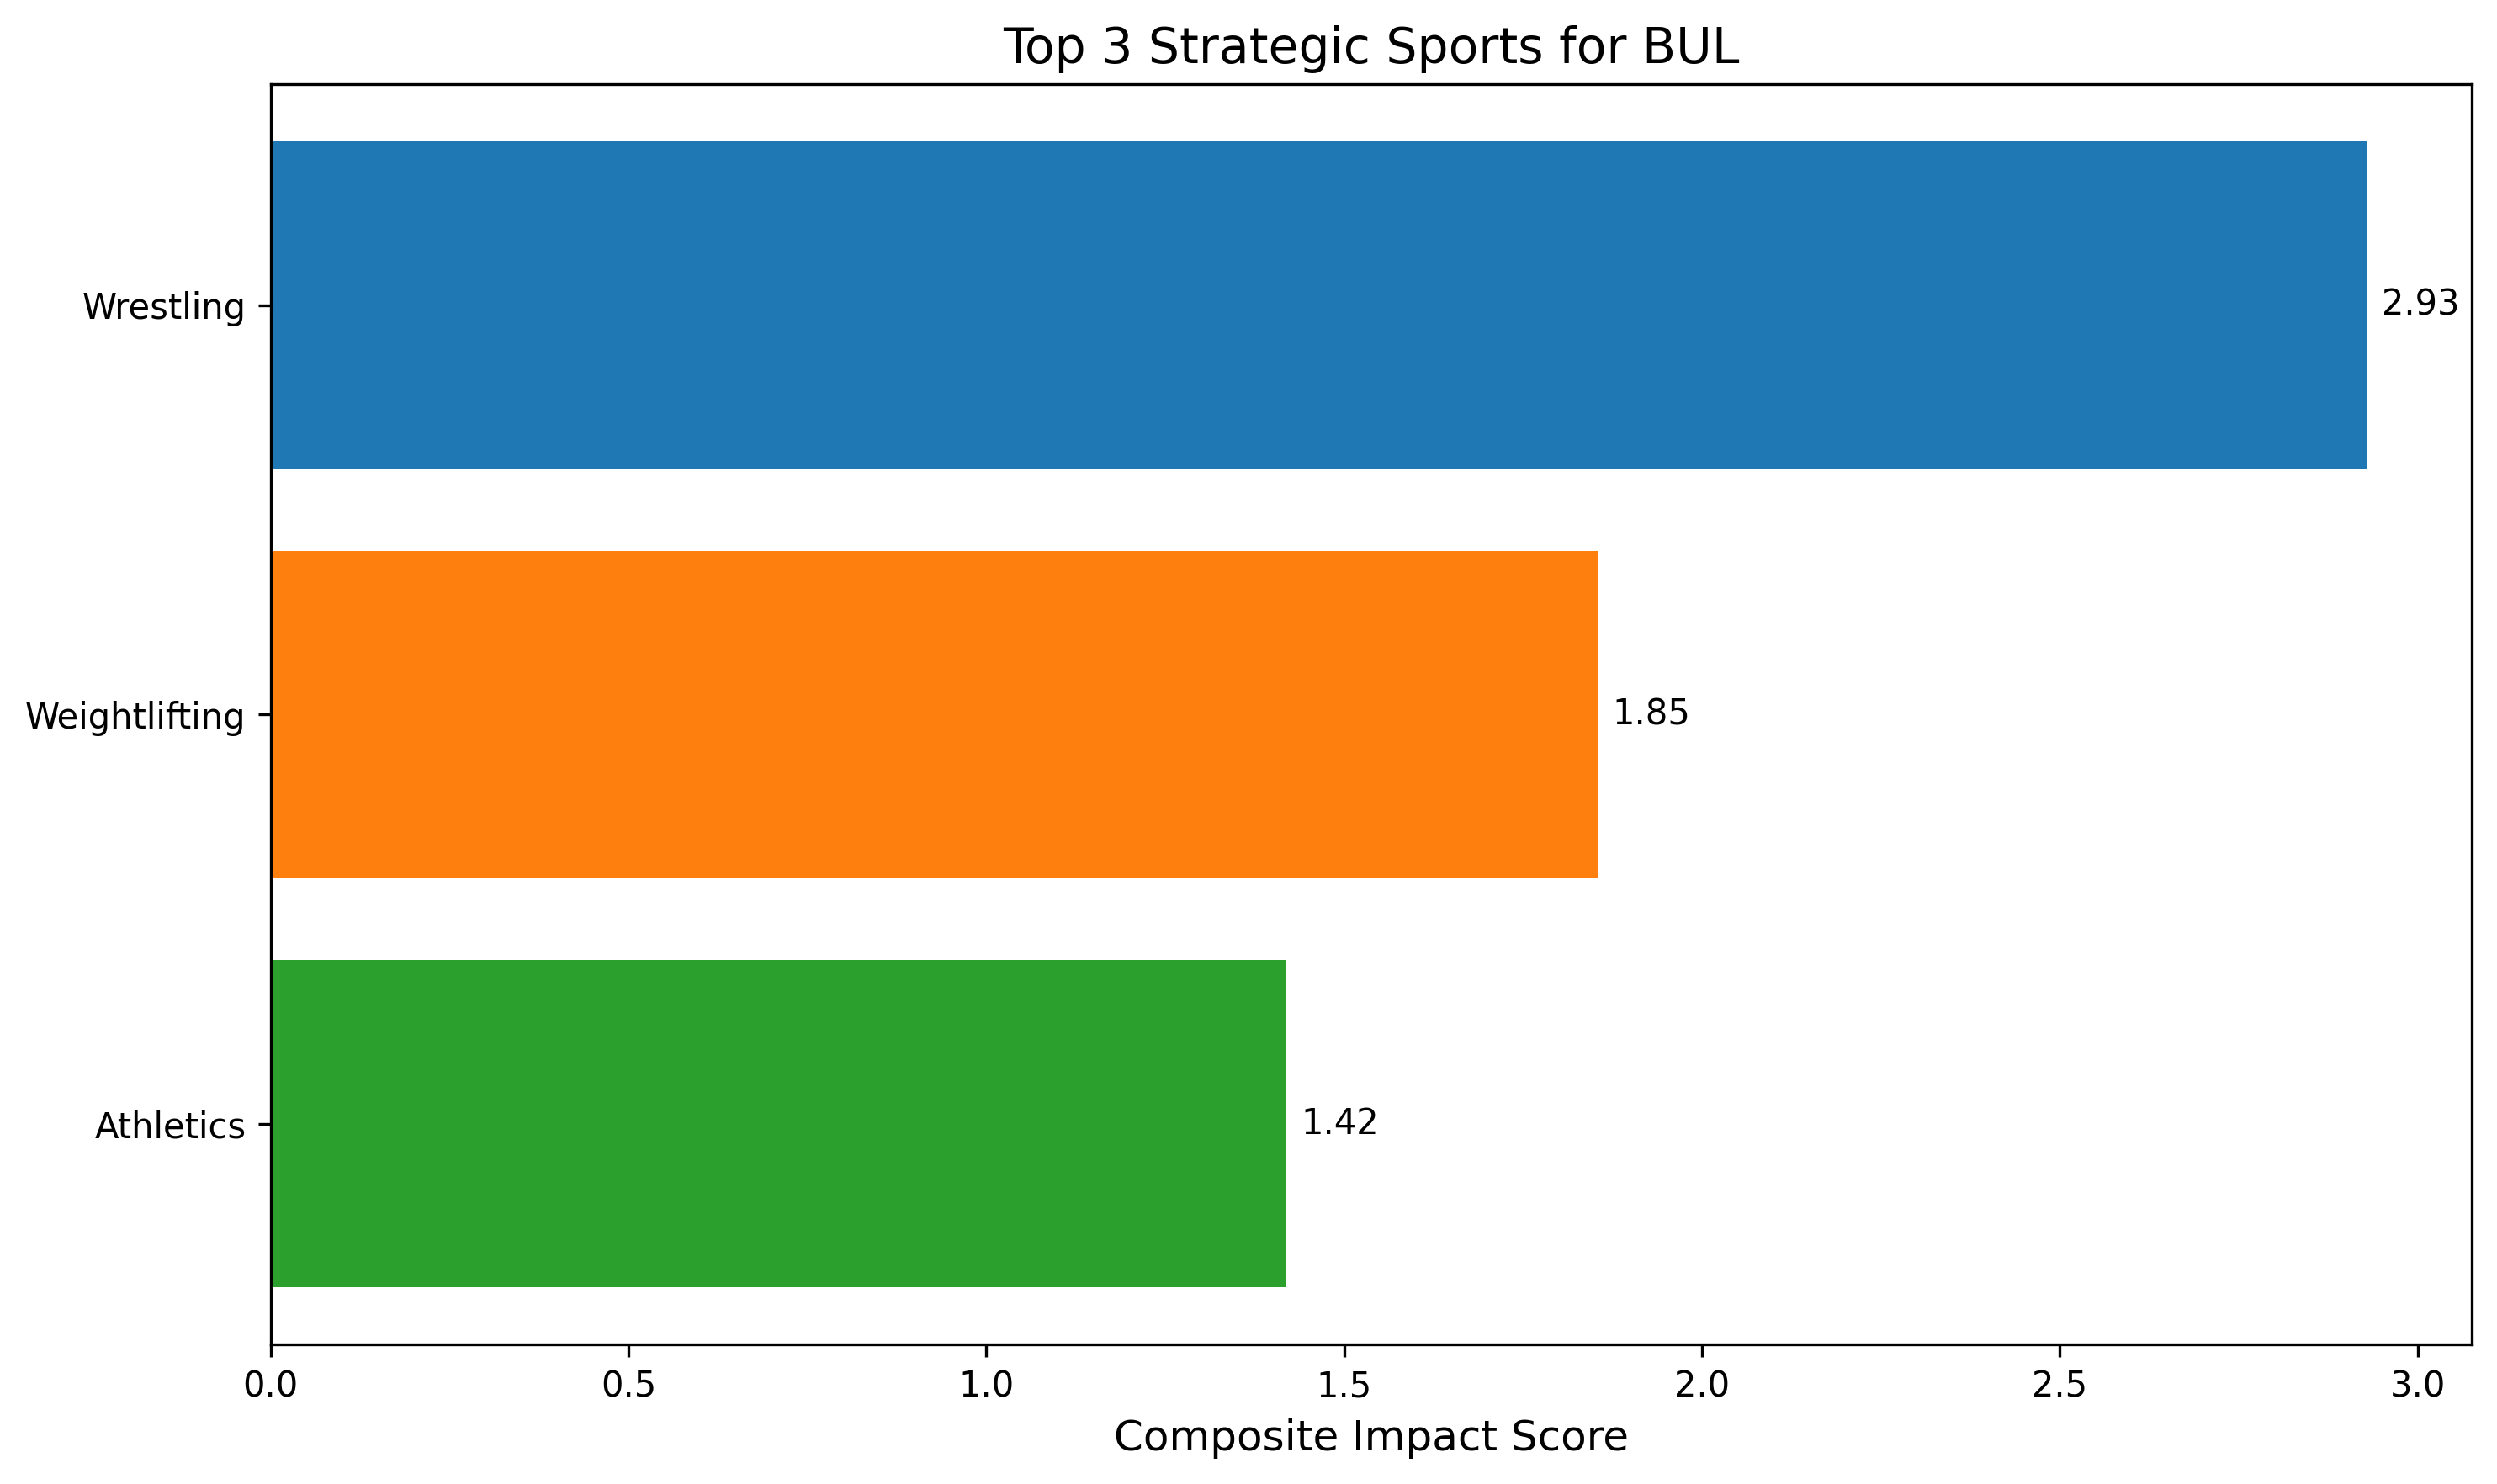 Top 3 Strategic Sports for BUL
Wrestling
2.93
Weightlifting
1.85
Athletics
1.42
0.0 0.5 1.0 1.5 2.0 2.5 3.0
Composite Impact Score